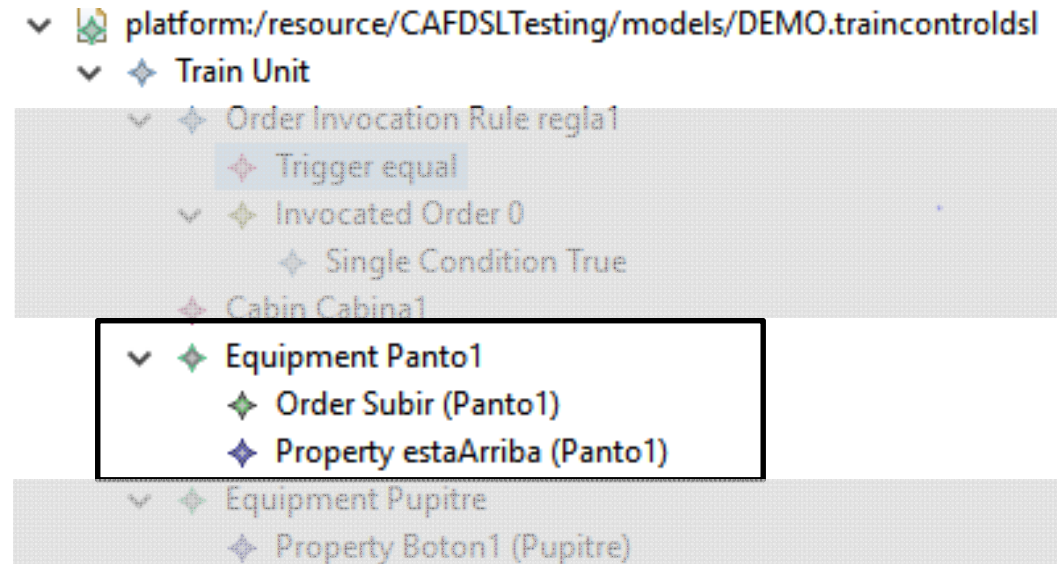 platform:/resource/CAFDSLTesting/models/DEMO.traincontroldsl
Train Unit
Order Invocation Rule regla1
Trigger equal
Invocated Order 0
Single Condition True
Cabin Cabina1
Equipment Panto1
Order Subir (Panto1)
Property estaArriba (Panto1)
Equipment Pupitre
Property Boton1 (Pupitre)